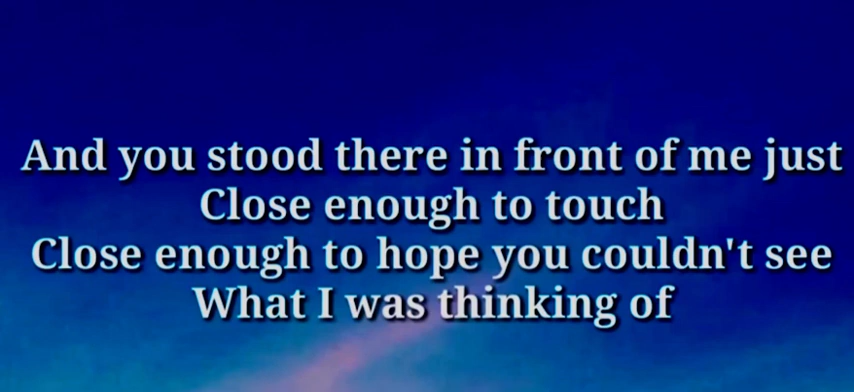 And you stood there in front of me just
Close enough to touch
Close enough to hope you couldn't see
What I was thinking of